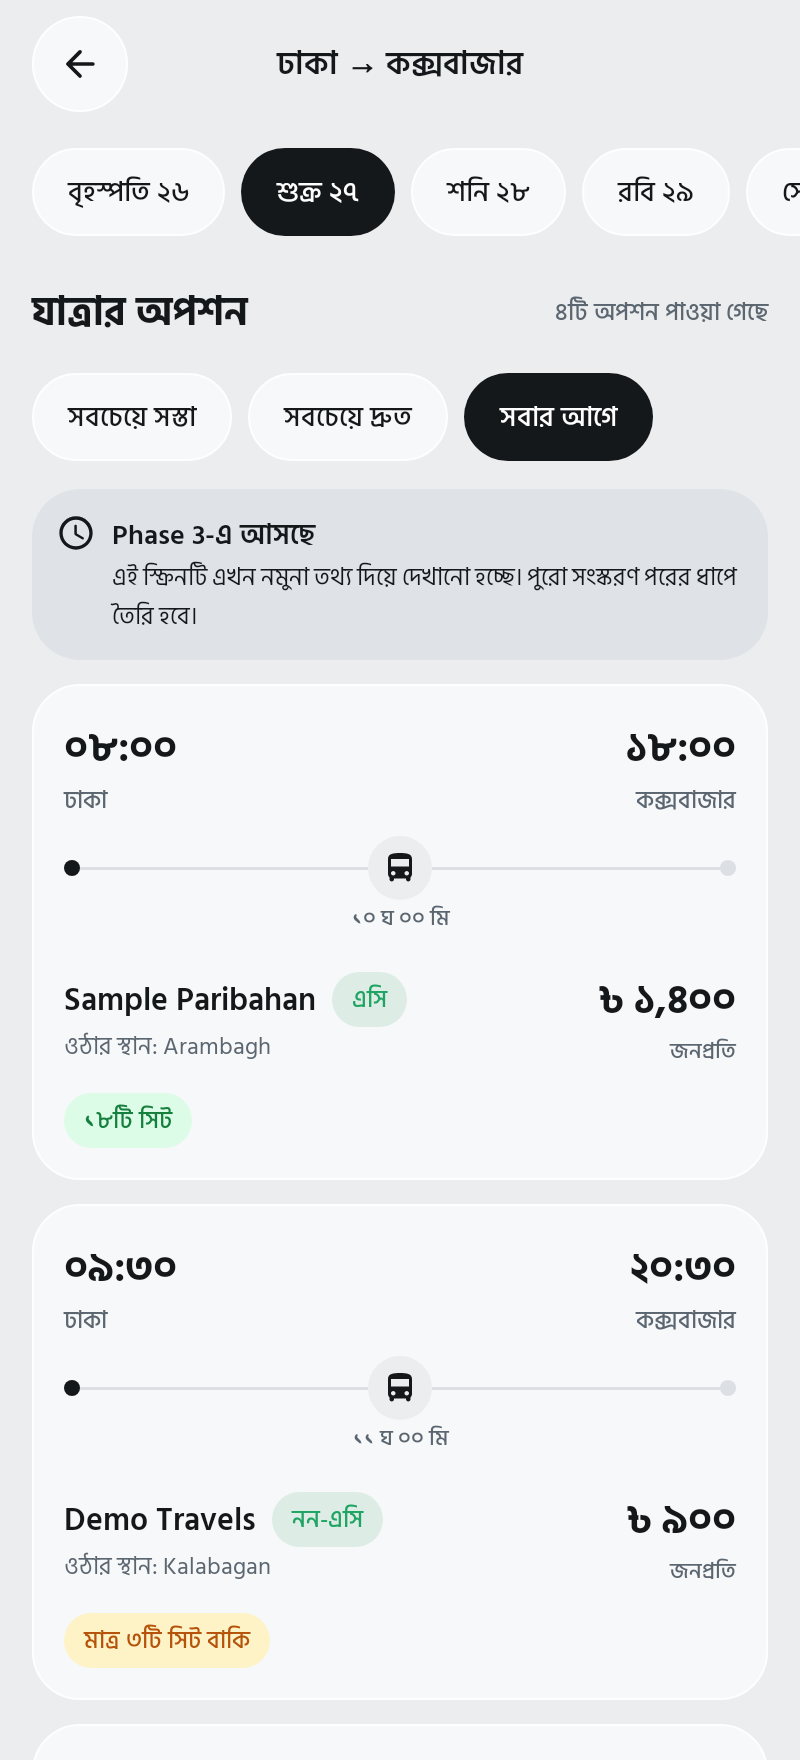 ঢাকা → কক্সবাজার
বৃহস্পতি ২৬
শুক্র ২৭
শনি ২৮
রবি ২৯
যাত্রার অপশন
৪টি অপশন পাওয়া গেছে
সবচেয়ে সস্তা
সবচেয়ে দ্রুত
সবার আগে
Phase 3-এ আসছে
এই স্ক্রিনটি এখন নমুনা তথ্য দিয়ে দেখানো হচ্ছে। পুরো সংস্করণ পরের ধাপে
তৈরি হবে।
০৮:০০
১৮:০০
ঢাকা
কক্সবাজার
১০ ঘ ০০ মি
Sample Paribahan
এসি
৳ ১,৪০০
ওঠার স্থান: Arambagh
জনপ্রতি
১৮টি সিট
০৯:৩০
২০:৩০
ঢাকা
কক্সবাজার
১১ ঘ ০০ মি
Demo Travels
নন-এসি
৳ ৯০০
ওঠার স্থান: Kalabagan
জনপ্রতি
মাত্র ৩টি সিট বাকি